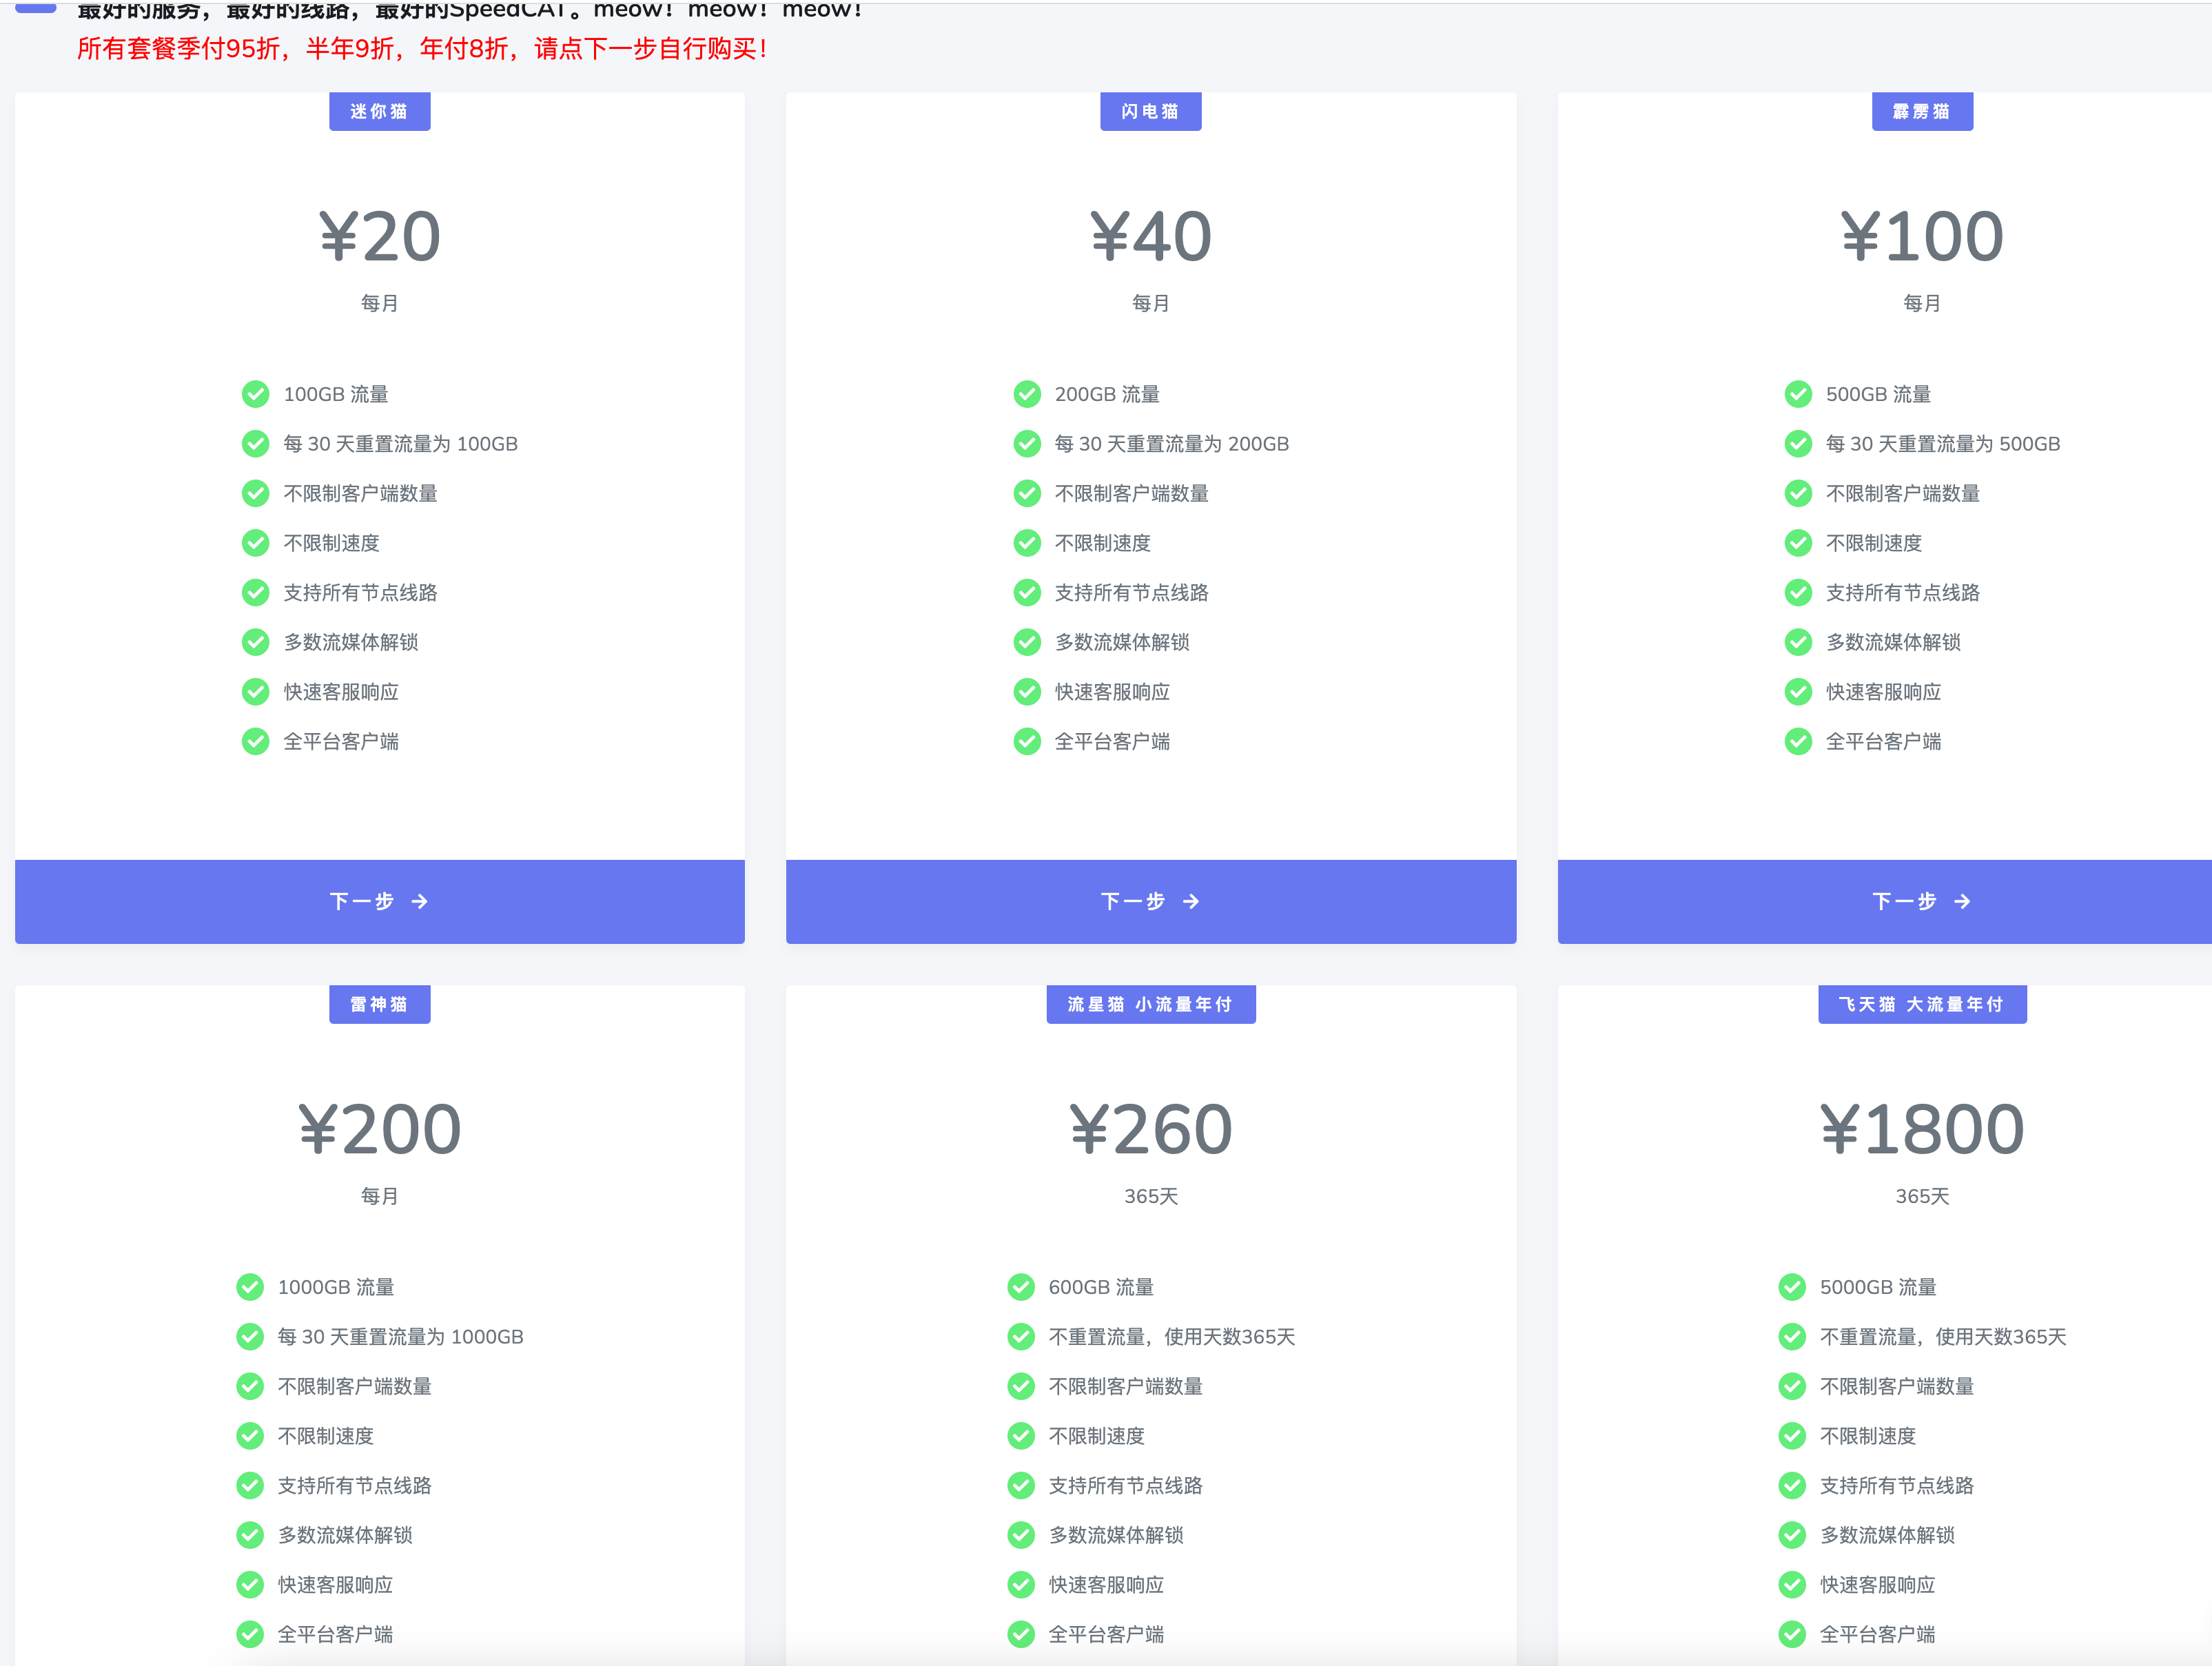 最好的服务，最好的线路，最好的SpeedCAT。meow！meow！meow！
所有套餐季付95折，半年9折，年付8折，请点下一步自行购买！
迷你猫
¥20
每月
100GB 流量
每 30 天重置流量为 100GB
不限制客户端数量
不限制速度
支持所有节点线路
多数流媒体解锁
快速客服响应
全平台客户端
下一步
闪电猫
¥40
每月
200GB 流量
每 30 天重置流量为 200GB
不限制客户端数量
不限制速度
支持所有节点线路
多数流媒体解锁
快速客服响应
全平台客户端
下一步
霹雳猫
¥100
每月
500GB 流量
每 30 天重置流量为 500GB
不限制客户端数量
不限制速度
支持所有节点线路
多数流媒体解锁
快速客服响应
全平台客户端
下一步
雷神猫
¥200
每月
1000GB 流量
每 30 天重置流量为 1000GB
不限制客户端数量
不限制速度
支持所有节点线路
多数流媒体解锁
快速客服响应
全平台客户端
流星猫 小流量年付
¥260
365天
600GB 流量
不重置流量，使用天数365天
不限制客户端数量
不限制速度
支持所有节点线路
多数流媒体解锁
快速客服响应
全平台客户端
飞天猫 大流量年付
¥1800
365天
5000GB 流量
不重置流量，使用天数365天
不限制客户端数量
不限制速度
支持所有节点线路
多数流媒体解锁
快速客服响应
全平台客户端